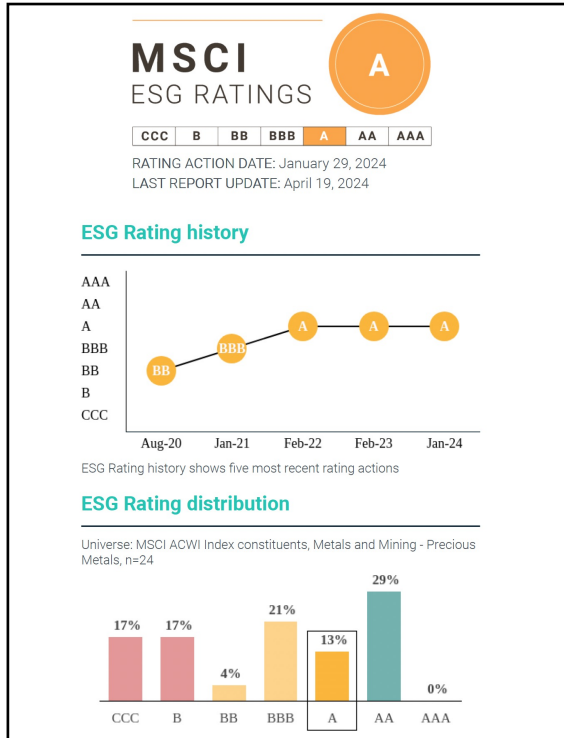 MSCI
ESG RATINGS
A
CCC B BB BBB A AA AAA
RATING ACTION DATE: January 29, 2024
LAST REPORT UPDATE: April 19, 2024
ESG Rating history
AAA
AA
A
BBB
BB
B
CCC
BB BBB A A A
Aug-20 Jan-21 Feb-22 Feb-23 Jan-24
ESG Rating history shows five most recent rating actions
ESG Rating distribution
Universe: MSCI ACWI Index constituents, Metals and Mining - Precious
Metals, n=24
17% 17% 4% 21% 13% 29% 0%
CCC B BB BBB A AA AAA